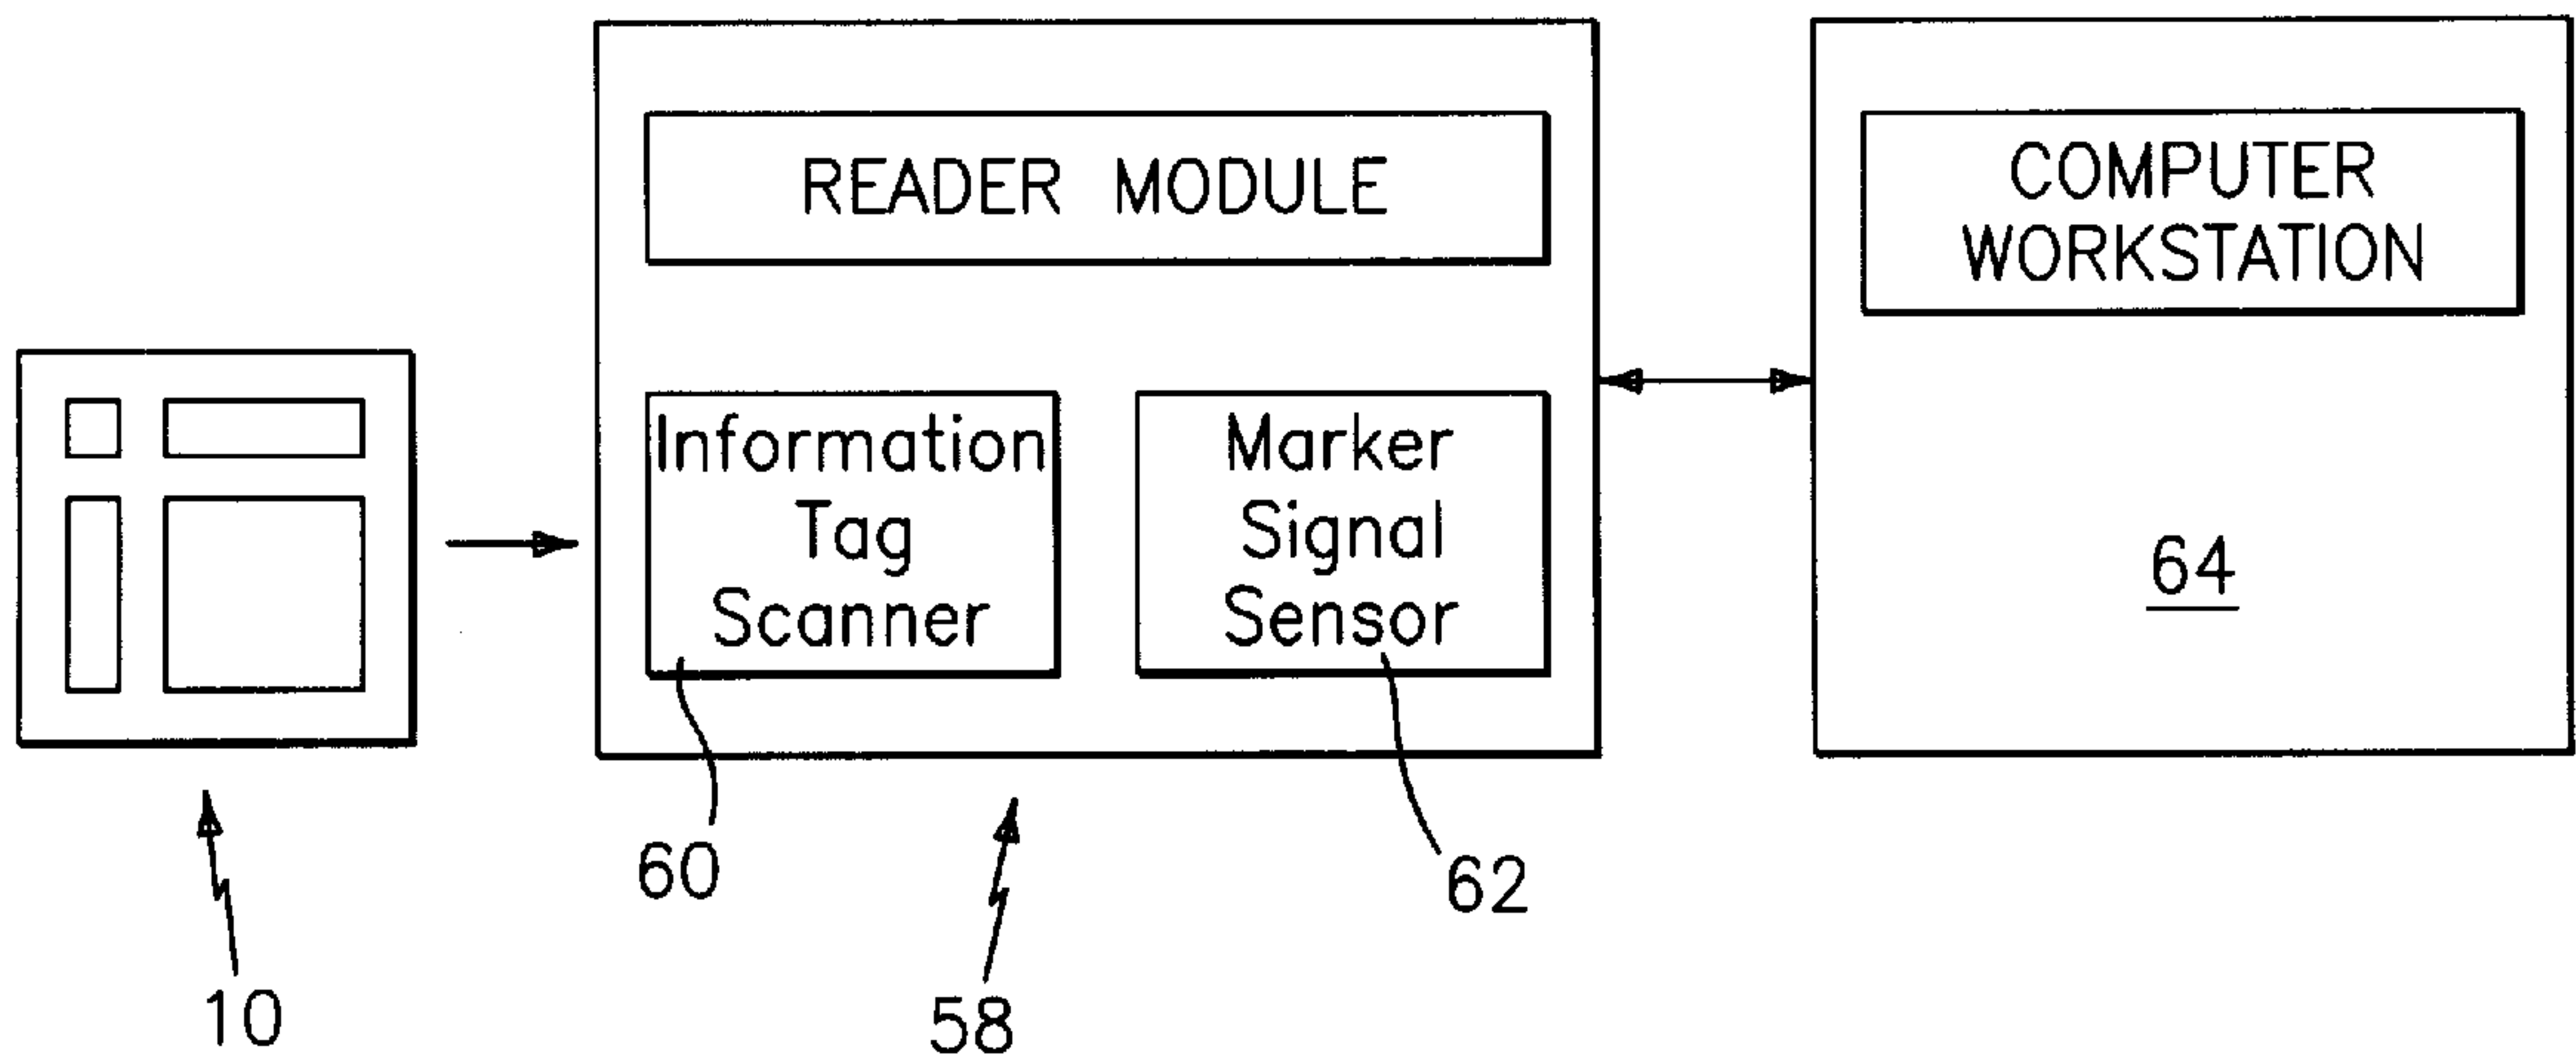 READER MODULE
COMPUTER
WORKSTATION
Information
Tag
Scanner
Marker
Signal
Sensor
64
60
62
10
58